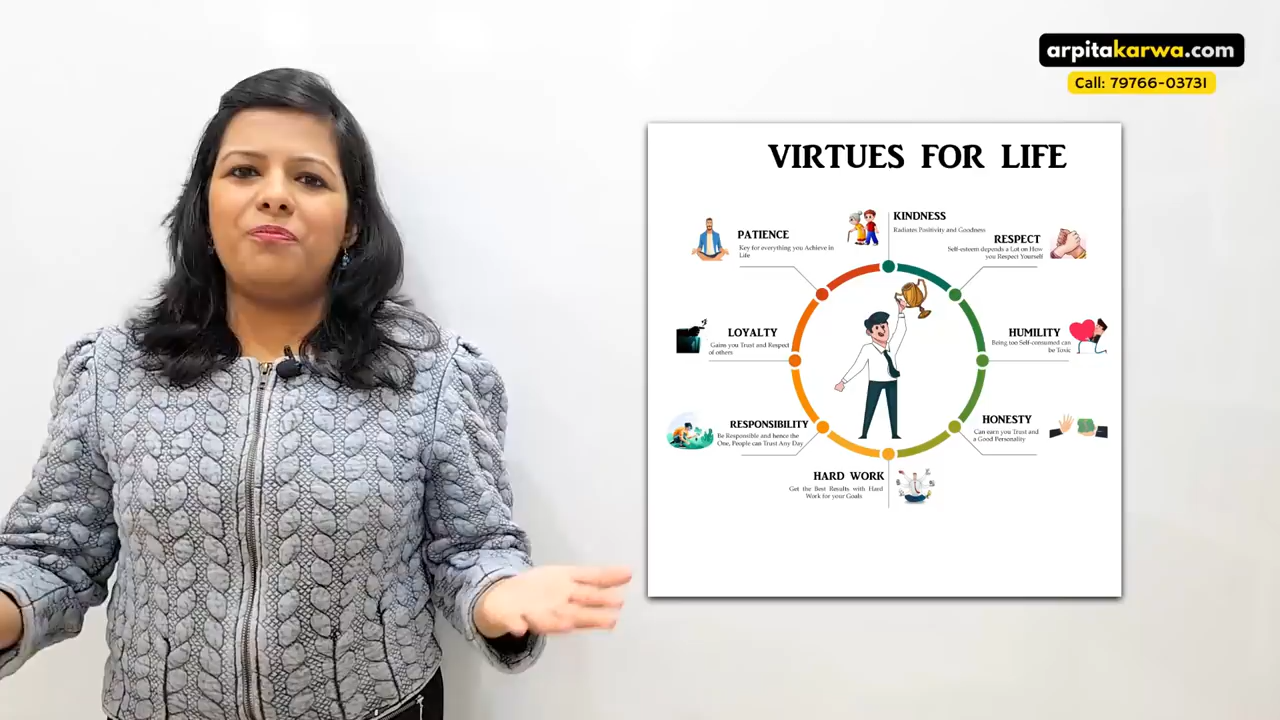 arpitakarwa.com
Call: 79766-03731
VIRTUES FOR LIFE
KINDNESS
Radiates Positivity and Goodness
RESPECT
Self-esteem depends a Lot on How
you Respect Yourself
HUMILITY
Being too Self-consumed can
be Toxic
HONESTY
Can earn you Trust and
a Good Personality
HARD WORK
Get the Best Results with Hard
Work for your Goals
RESPONSIBILITY
Be Responsible and hence the
One, People can Trust Any Day
LOYALTY
Gains you Trust and Respect
of others
PATIENCE
Key for everything you Achieve in
Life